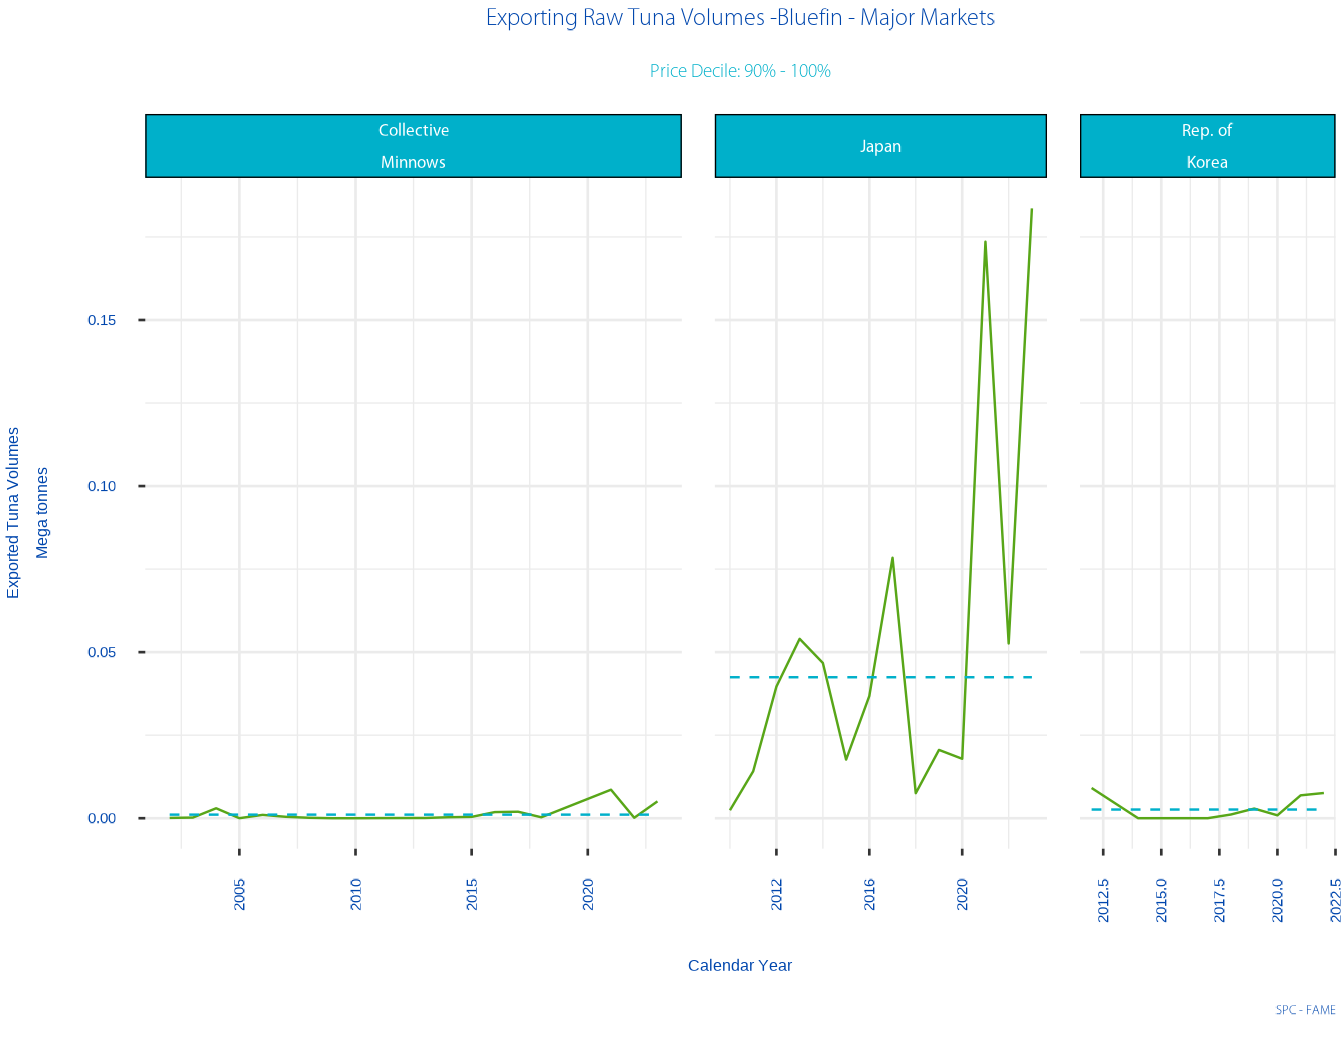 Exporting Raw Tuna Volumes -Bluefin - Major Markets
Price Decile: 90% - 100%
Collective
Minnows
Japan
Rep. of
Korea
Exported Tuna Volumes
Mega tonnes
0.15
0.10
0.05
0.00
2005
2010
2015
2020
2012
2016
2020
2012.5
2015.0
2017.5
2020.0
2022.5
Calendar Year
SPC - FAME